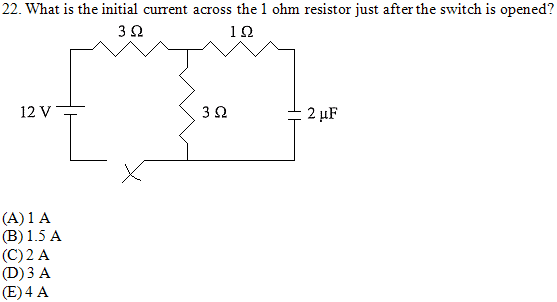 22. What is the initial current across the 1 ohm resistor just after the switch is opened?
3 Ω
1 Ω
12 V
3 Ω
2 μF
(A) 1 A
(B) 1.5 A
(C) 2 A
(D) 3 A
(E) 4 A